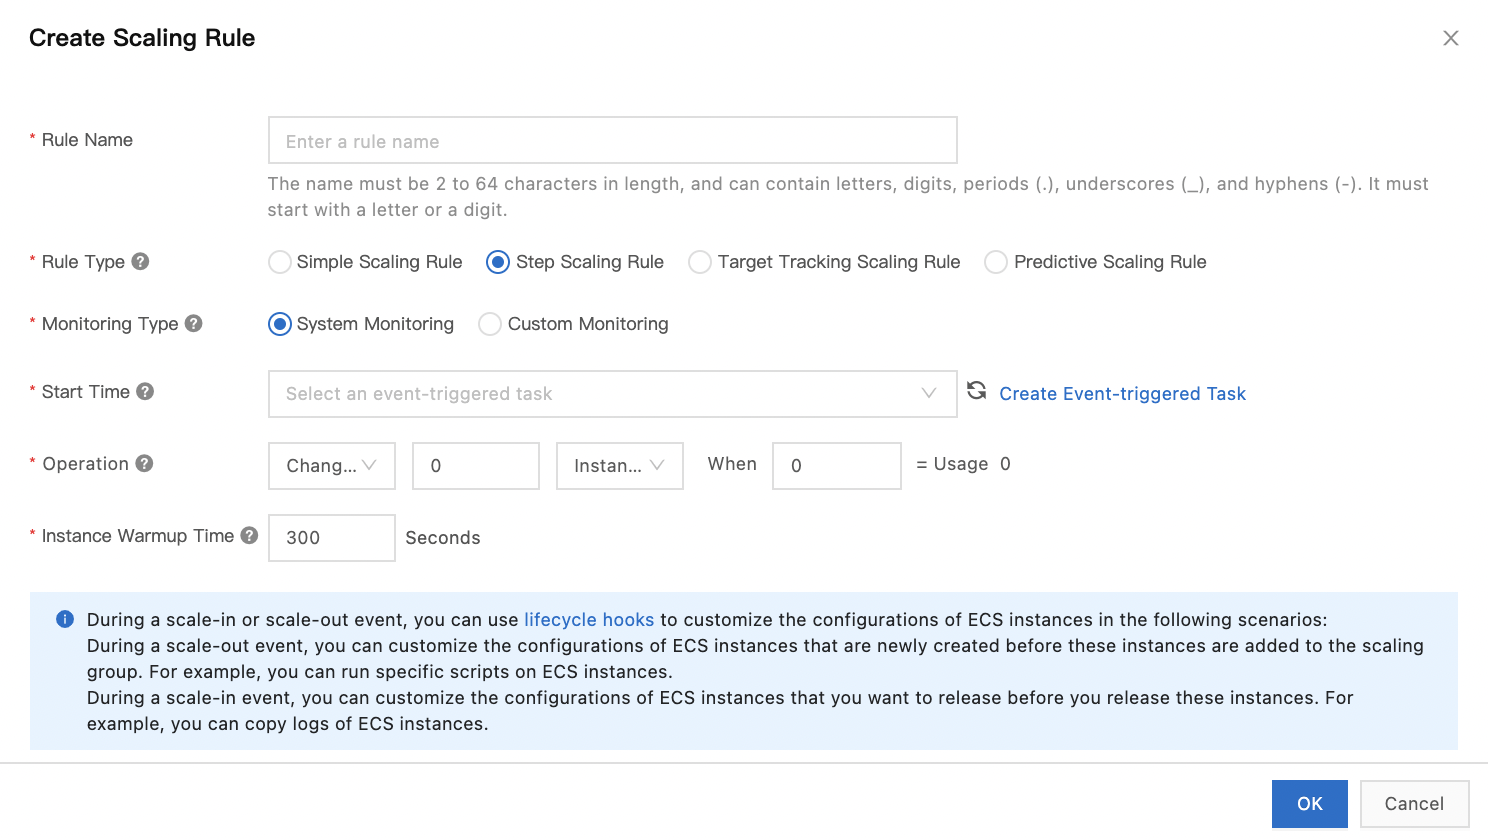 Create Scaling Rule
* Rule Name
Enter a rule name
The name must be 2 to 64 characters in length, and can contain letters, digits, periods (.), underscores (_), and hyphens (-). It must
start with a letter or a digit.
* Rule Type ? Simple Scaling Rule Step Scaling Rule Target Tracking Scaling Rule Predictive Scaling Rule
* Monitoring Type ? System Monitoring Custom Monitoring
* Start Time ? Select an event-triggered task Create Event-triggered Task
* Operation ? Chang... 0 Instan... When 0 = Usage 0
* Instance Warmup Time ? 300 Seconds
During a scale-in or scale-out event, you can use lifecycle hooks to customize the configurations of ECS instances in the following scenarios:
During a scale-out event, you can customize the configurations of ECS instances that are newly created before these instances are added to the scaling
group. For example, you can run specific scripts on ECS instances.
During a scale-in event, you can customize the configurations of ECS instances that you want to release before you release these instances. For
example, you can copy logs of ECS instances.
OK Cancel